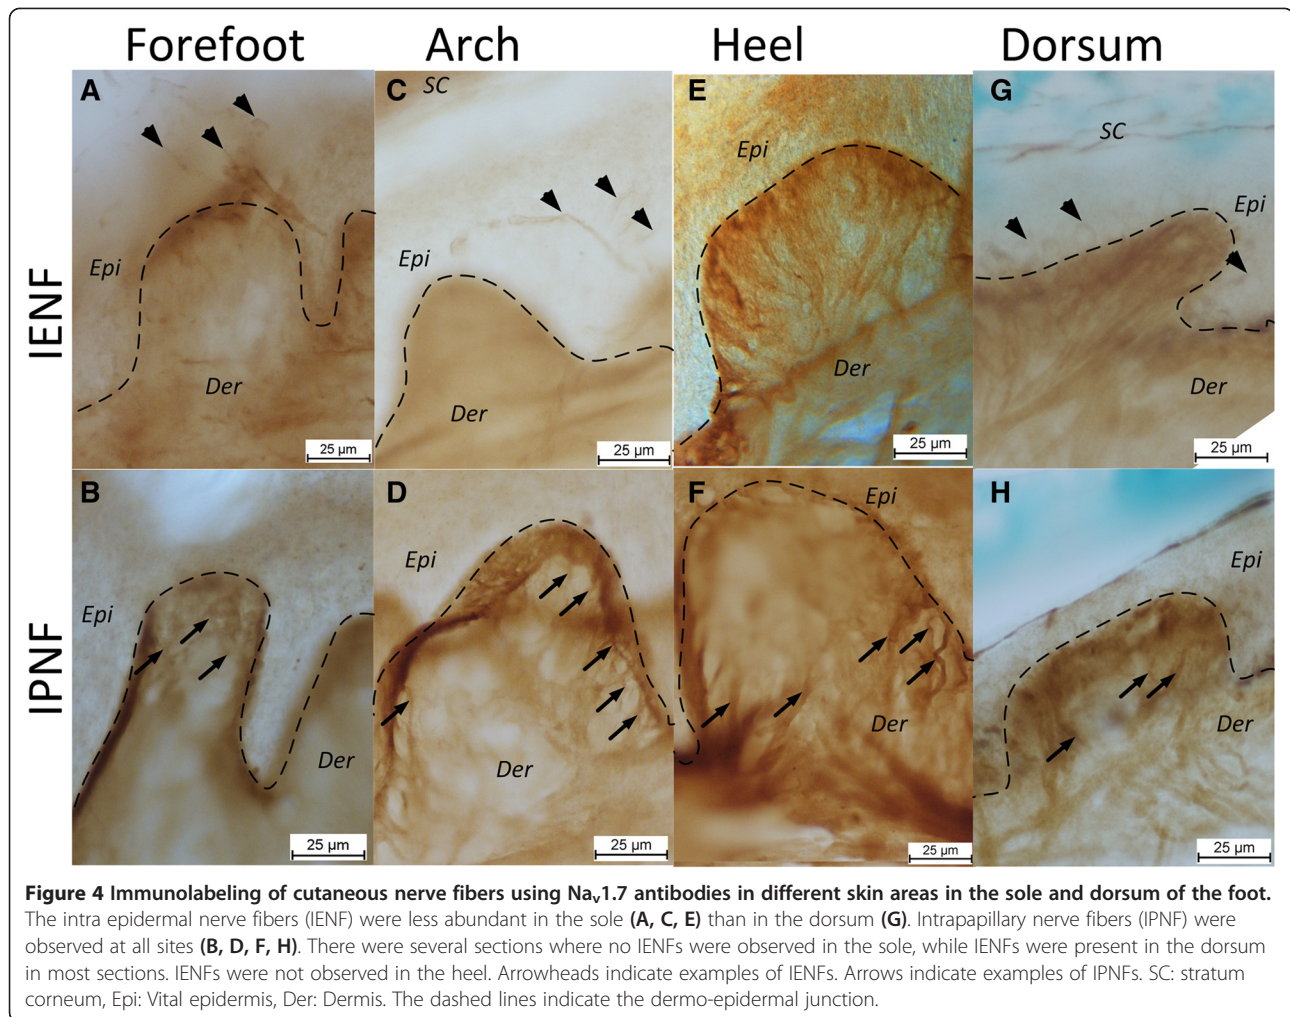 Forefoot Arch Heel Dorsum
IENF
A
Epi
Der
25 µm
C
SC
Epi
Der
25 µm
E
Epi
Der
25 µm
G
SC
Epi
Der
25 µm
IPNF
B
Epi
Der
25 µm
D
Epi
Der
25 µm
F
Epi
Der
25 µm
H
Epi
Der
25 µm
Figure 4 Immunolabeling of cutaneous nerve fibers using Nav1.7 antibodies in different skin areas in the sole and dorsum of the foot.
The intra epidermal nerve fibers (IENF) were less abundant in the sole (A, C, E) than in the dorsum (G). Intrapapillary nerve fibers (IPNF) were
observed at all sites (B, D, F, H). There were several sections where no IENFs were observed in the sole, while IENFs were present in the dorsum
in most sections. IENFs were not observed in the heel. Arrowheads indicate examples of IENFs. Arrows indicate examples of IPNFs. SC: stratum
corneum, Epi: Vital epidermis, Der: Dermis. The dashed lines indicate the dermo-epidermal junction.